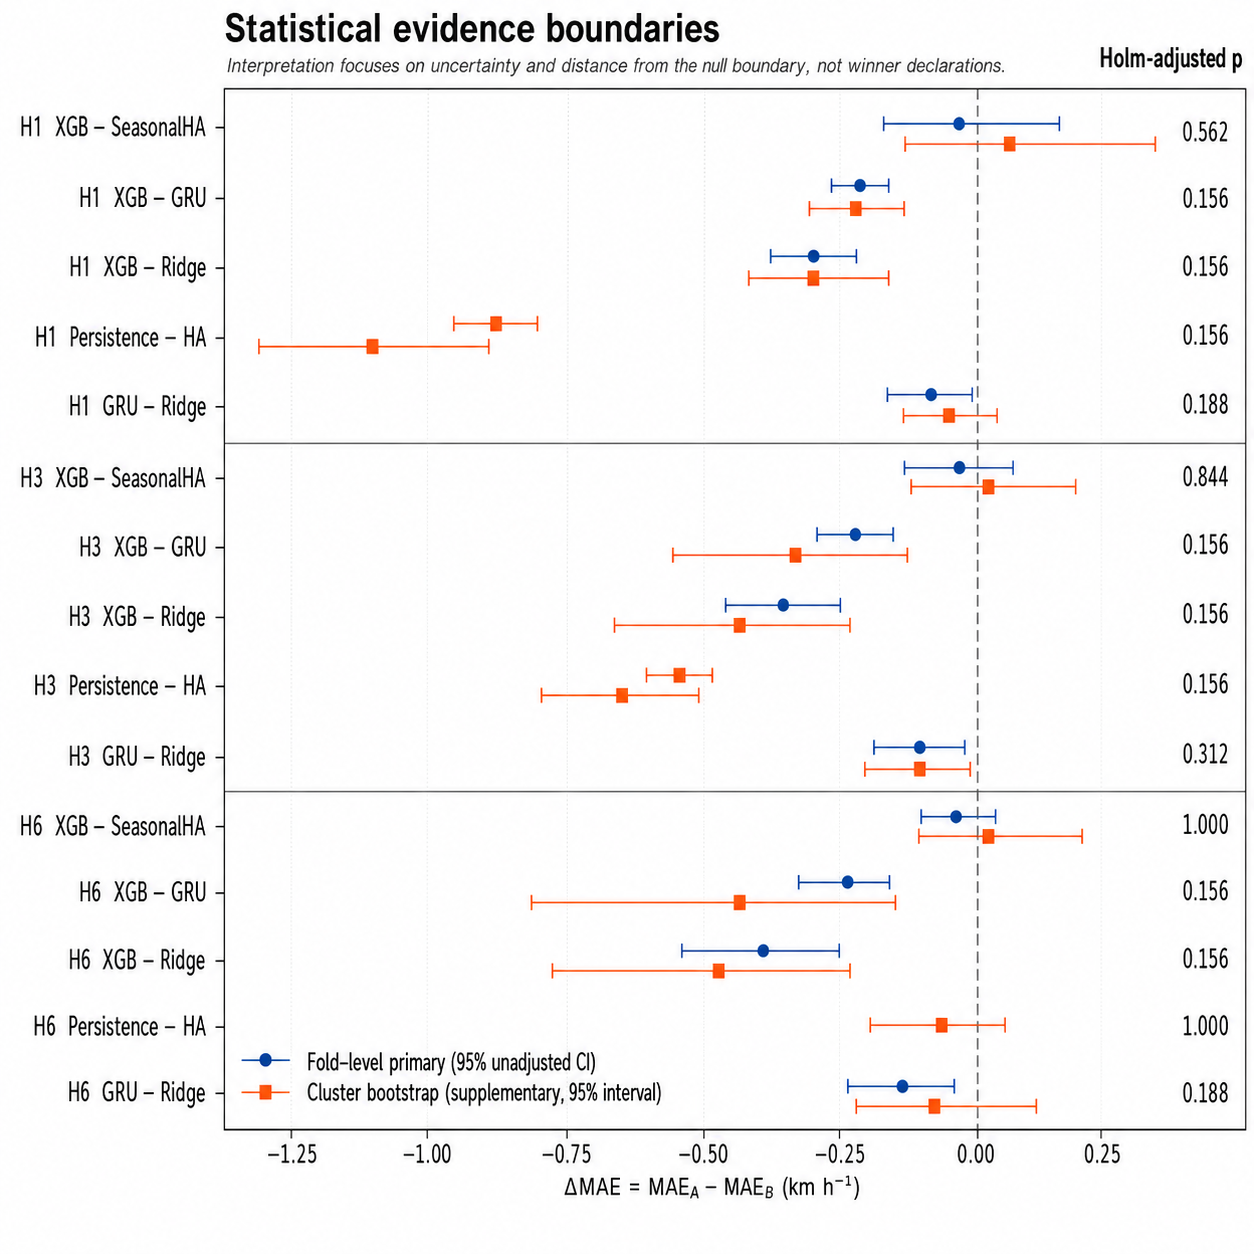 Statistical evidence boundaries
Interpretation focuses on uncertainty and distance from the null boundary, not winner declarations.
Holm-adjusted p
H1 XGB – SeasonalHA 0.562
H1 XGB – GRU 0.156
H1 XGB – Ridge 0.156
H1 Persistence – HA 0.156
H1 GRU – Ridge 0.188
H3 XGB – SeasonalHA 0.844
H3 XGB – GRU 0.156
H3 XGB – Ridge 0.156
H3 Persistence – HA 0.156
H3 GRU – Ridge 0.312
H6 XGB – SeasonalHA 1.000
H6 XGB – GRU 0.156
H6 XGB – Ridge 0.156
H6 Persistence – HA 1.000
Fold–level primary (95% unadjusted CI)
Cluster bootstrap (supplementary, 95% interval)
H6 GRU – Ridge 0.188
−1.25 −1.00 −0.75 −0.50 −0.25 0.00 0.25
ΔMAE = MAE_A − MAE_B (km h⁻¹)